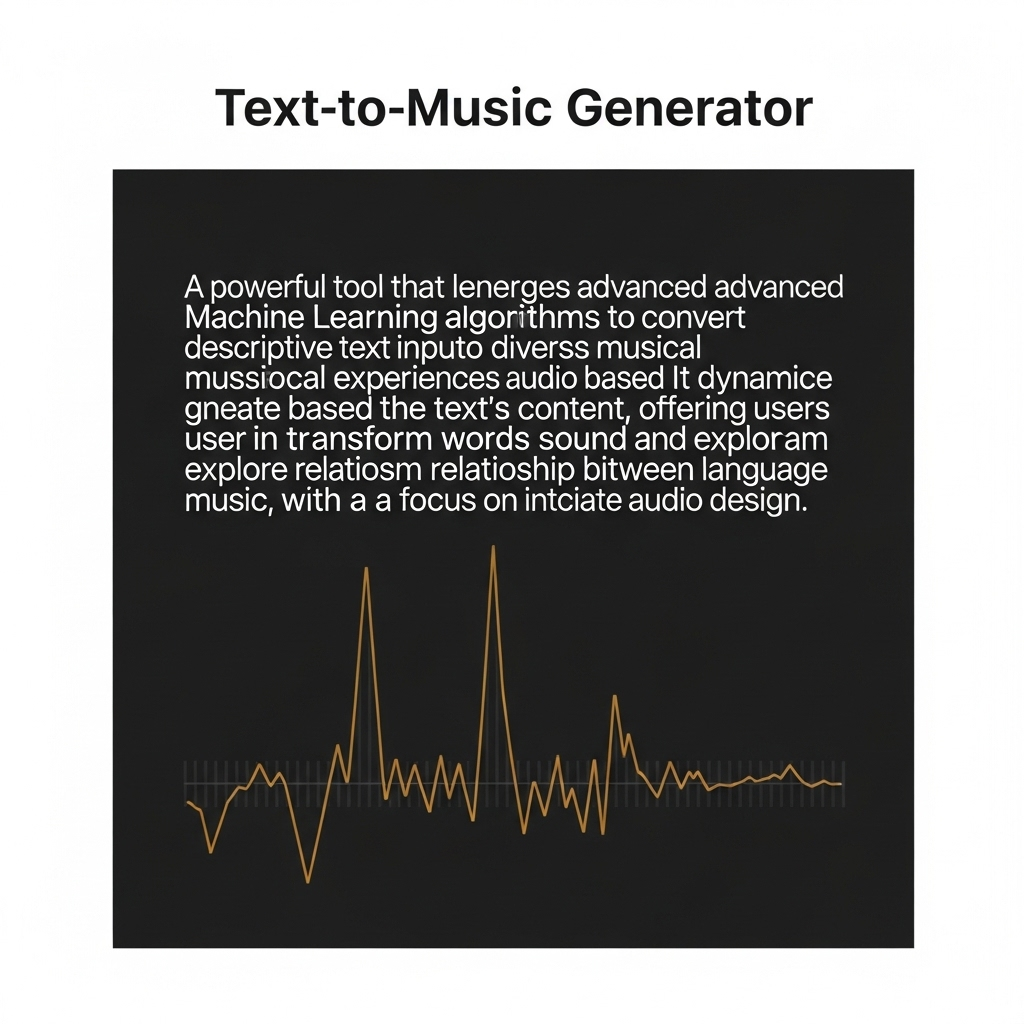 Text-to-Music Generator
A powerful tool that lenerges advanced advanced
Machine Learning algorithms to convert
descriptive text inputo diverss musical
mussiocal experiences audio based It dynamice
gneate based the text's content, offering users
user in transform words sound and exploram
explore relatiosm relatioship bitween language
music, with a a focus on intciate audio design.